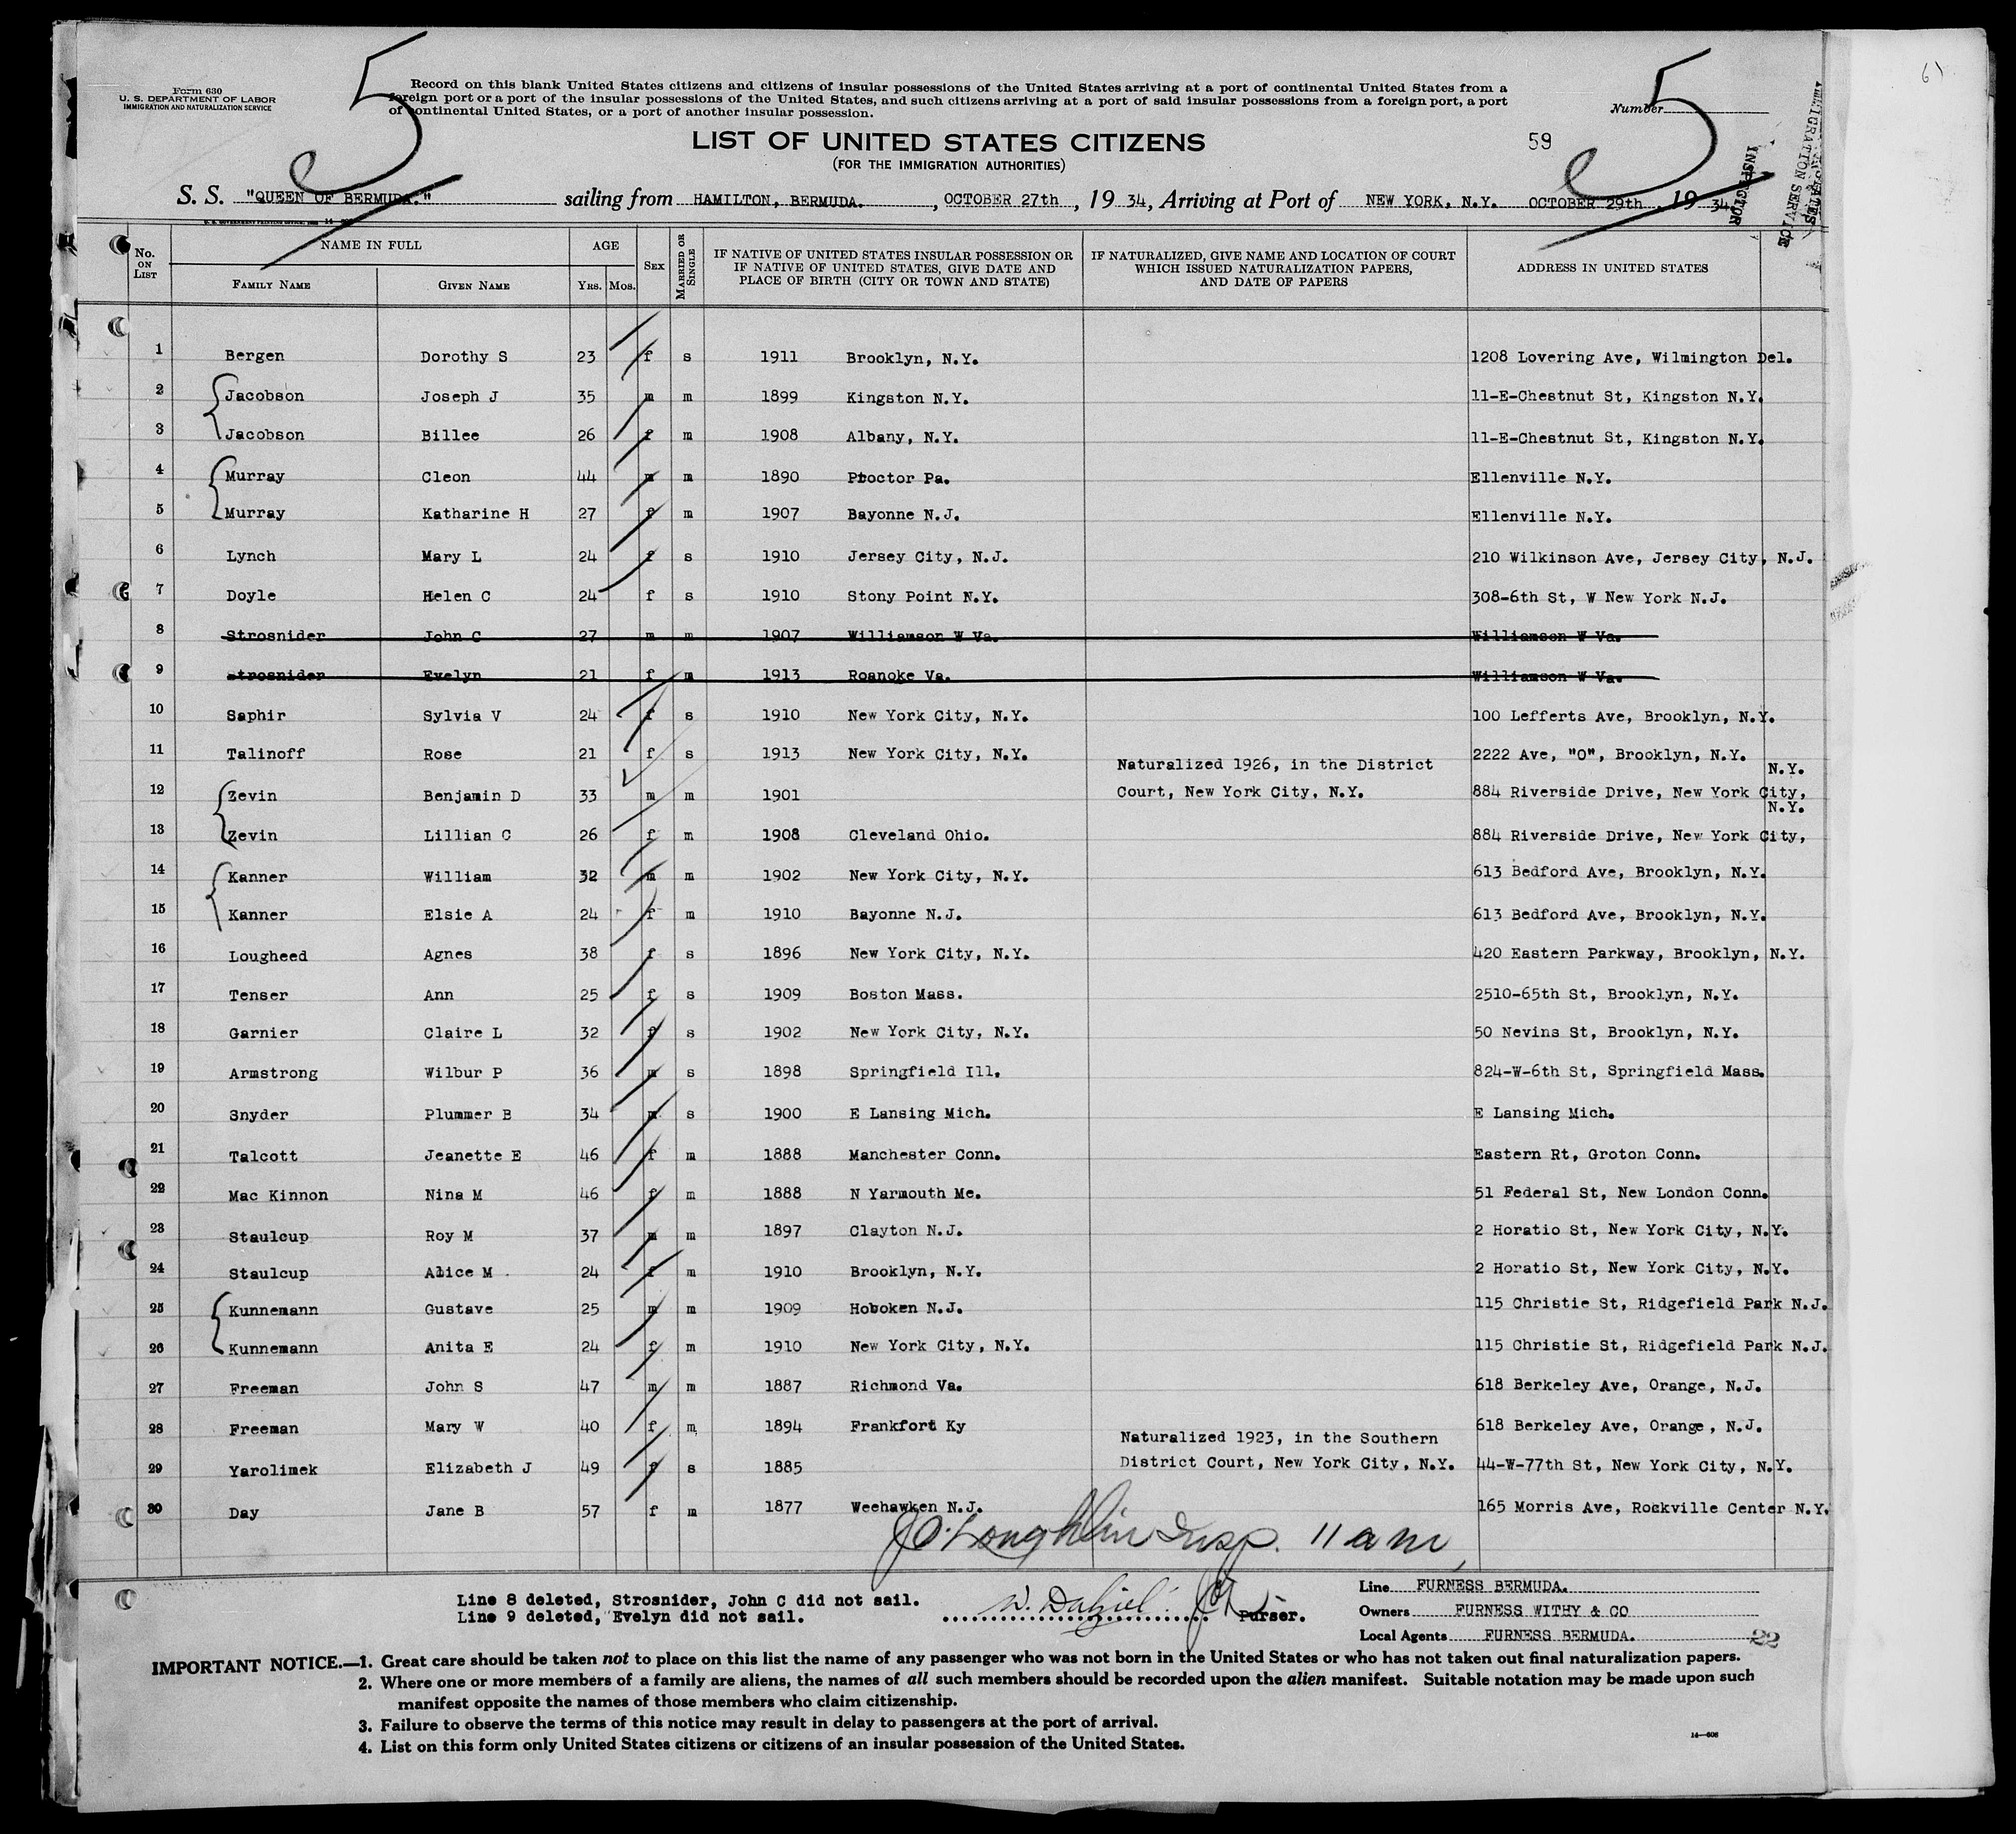 61
Form 630
U. S. DEPARTMENT OF LABOR
IMMIGRATION AND NATURALIZATION SERVICE
5
Record on this blank United States citizens and citizens of insular possessions of the United States arriving at a port of continental United States from a
foreign port or a port of the insular possessions of the United States, and such citizens arriving at a port of said insular possessions from a foreign port, a port
of continental United States, or a port of another insular possession.
Number
5
LIST OF UNITED STATES CITIZENS
59
(FOR THE IMMIGRATION AUTHORITIES)
INSPECTOR
IMMIGRATION SERVICE
S. S. "QUEEN OF BERMUDA." sailing from HAMILTON, BERMUDA. , OCTOBER 27th , 19 34, Arriving at Port of NEW YORK, N.Y. OCTOBER 29th , 19 34
No. ON LIST
NAME IN FULL
FAMILY NAME GIVEN NAME
AGE
YRS. MOS.
SEX
MARRIED OR SINGLE
IF NATIVE OF UNITED STATES INSULAR POSSESSION OR
IF NATIVE OF UNITED STATES, GIVE DATE AND
PLACE OF BIRTH (CITY OR TOWN AND STATE)
IF NATURALIZED, GIVE NAME AND LOCATION OF COURT
WHICH ISSUED NATURALIZATION PAPERS,
AND DATE OF PAPERS
ADDRESS IN UNITED STATES
1 Bergen Dorothy S 23 f s 1911 Brooklyn, N.Y. 1208 Lovering Ave, Wilmington Del.
2 Jacobson Joseph J 35 m m 1899 Kingston N.Y. 11-E-Chestnut St, Kingston N.Y.
3 Jacobson Billee 26 f m 1908 Albany, N.Y. 11-E-Chestnut St, Kingston N.Y.
4 Murray Cleon 44 m m 1890 Proctor Pa. Ellenville N.Y.
5 Murray Katharine H 27 f m 1907 Bayonne N.J. Ellenville N.Y.
6 Lynch Mary L 24 f s 1910 Jersey City, N.J. 210 Wilkinson Ave, Jersey City, N.J.
7 Doyle Helen C 24 f s 1910 Stony Point N.Y. 308-6th St, W New York N.J.
8 Strosnider John C 27 m m 1907 Williamson W Va. Williamson W Va.
9 Strosnider Evelyn 21 f m 1913 Roanoke Va. Williamson W Va.
10 Saphir Sylvia V 24 f s 1910 New York City, N.Y. 100 Lefferts Ave, Brooklyn, N.Y.
11 Talinoff Rose 21 f s 1913 New York City, N.Y. 2222 Ave, "O", Brooklyn, N.Y.
Naturalized 1926, in the District N.Y.
12 Zevin Benjamin D 33 m m 1901 Court, New York City, N.Y. 884 Riverside Drive, New York City,
N.Y.
13 Zevin Lillian C 26 f m 1908 Cleveland Ohio. 884 Riverside Drive, New York City,
14 Kanner William 32 m m 1902 New York City, N.Y. 613 Bedford Ave, Brooklyn, N.Y.
15 Kanner Elsie A 24 f m 1910 Bayonne N.J. 613 Bedford Ave, Brooklyn, N.Y.
16 Lougheed Agnes 38 f s 1896 New York City, N.Y. 420 Eastern Parkway, Brooklyn, N.Y.
17 Tenser Ann 25 f s 1909 Boston Mass. 2510-65th St, Brooklyn, N.Y.
18 Garnier Claire L 32 f s 1902 New York City, N.Y. 50 Nevins St, Brooklyn, N.Y.
19 Armstrong Wilbur P 36 m s 1898 Springfield Ill. 824-W-6th St, Springfield Mass.
20 Snyder Plummer B 34 m s 1900 E Lansing Mich. E Lansing Mich.
21 Talcott Jeanette E 46 f m 1888 Manchester Conn. Eastern Rt, Groton Conn.
22 Mac Kinnon Nina M 46 f m 1888 N Yarmouth Me. 51 Federal St, New London Conn.
23 Staulcup Roy M 37 m m 1897 Clayton N.J. 2 Horatio St, New York City, N.Y.
24 Staulcup Alice M 24 f m 1910 Brooklyn, N.Y. 2 Horatio St, New York City, N.Y.
25 Kunnemann Gustave 25 m m 1909 Hoboken N.J. 115 Christie St, Ridgefield Park N.J.
26 Kunnemann Anita E 24 f m 1910 New York City, N.Y. 115 Christie St, Ridgefield Park N.J.
27 Freeman John S 47 m m 1887 Richmond Va. 618 Berkeley Ave, Orange, N.J.
28 Freeman Mary W 40 f m 1894 Frankfort Ky 618 Berkeley Ave, Orange, N.J.
Naturalized 1923, in the Southern
29 Yarolimek Elizabeth J 49 f s 1885 District Court, New York City, N.Y. 44-W-77th St, New York City, N.Y.
30 Day Jane B 57 f m 1877 Weehawken N.J. 165 Morris Ave, Rockville Center N.Y.
J O'Loughlin Insp. 11 am
Line 8 deleted, Strosnider, John C did not sail.
Line 9 deleted, "Evelyn did not sail.
W. Dalziel Purser.
Line FURNESS BERMUDA.
Owners FURNESS WITHY & CO
Local Agents FURNESS BERMUDA. 22
IMPORTANT NOTICE.—1. Great care should be taken not to place on this list the name of any passenger who was not born in the United States or who has not taken out final naturalization papers.
2. Where one or more members of a family are aliens, the names of all such members should be recorded upon the alien manifest. Suitable notation may be made upon such
manifest opposite the names of those members who claim citizenship.
3. Failure to observe the terms of this notice may result in delay to passengers at the port of arrival.
4. List on this form only United States citizens or citizens of an insular possession of the United States.
14—606